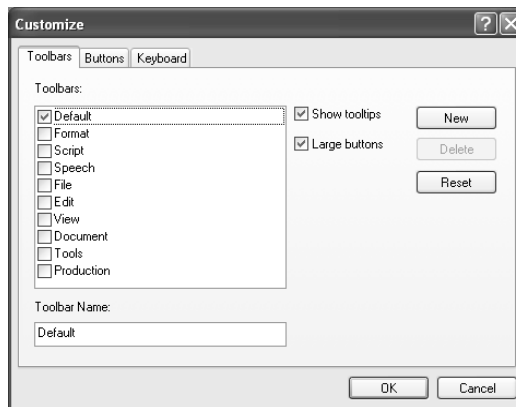 Customize
Toolbars Buttons Keyboard
Toolbars:
Default
Format
Script
Speech
File
Edit
View
Document
Tools
Production
Show tooltips
Large buttons
New
Delete
Reset
Toolbar Name:
Default
OK Cancel